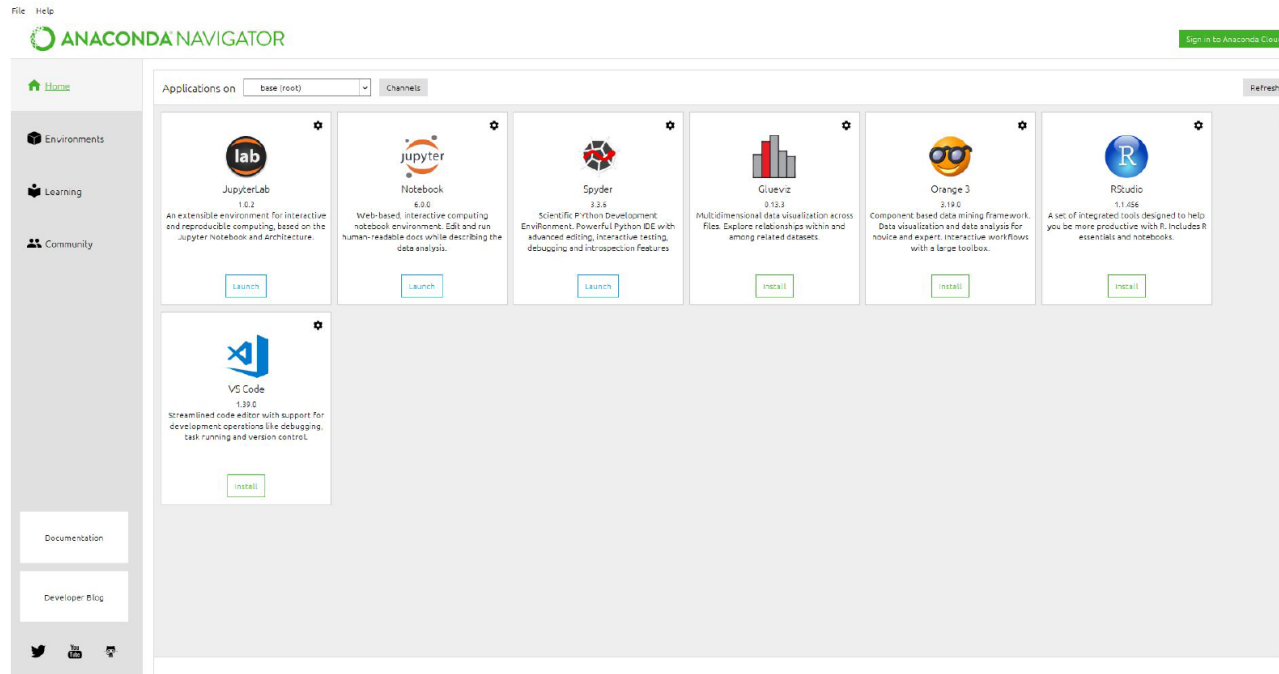 File Help
ANACONDA NAVIGATOR
Sign in to Anaconda Clou
Home
Environments
Learning
Community
Documentation
Developer Blog
You
Tube
Applications on base (root) Channels
Refresh
lab
JupyterLab
1.0.2
An extensible environment for interactive
and reproducible computing, based on the
Jupyter Notebook and Architecture.
Launch
jupyter
Notebook
6.0.0
Web-based, interactive computing
notebook environment. Edit and run
human-readable docs while describing the
data analysis.
Launch
Spyder
3.3.6
Scientific PYthon Development
EnviRonment. Powerful Python IDE with
advanced editing, interactive testing,
debugging and introspection features
Launch
Glueviz
0.13.3
Multidimensional data visualization across
files. Explore relationships within and
among related datasets.
Install
Orange 3
3.19.0
Component based data mining framework.
Data visualization and data analysis for
novice and expert. Interactive workflows
with a large toolbox.
Install
R
RStudio
1.1.456
A set of integrated tools designed to help
you be more productive with R. Includes R
essentials and notebooks.
Install
VS Code
1.39.0
Streamlined code editor with support for
development operations like debugging,
task running and version control.
Install